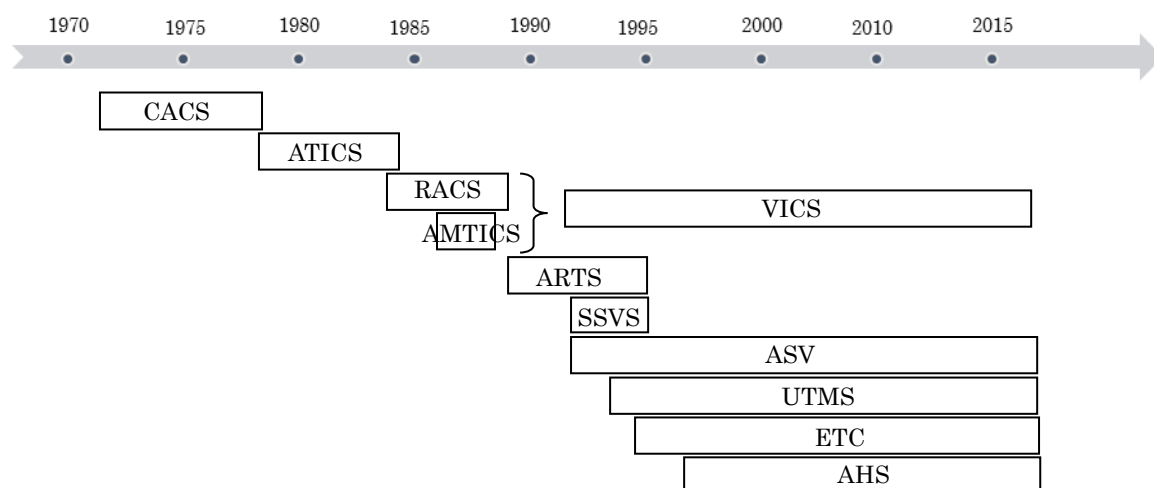 1970 1975 1980 1985 1990 1995 2000 2010 2015
CACS
ATICS
RACS
VICS
AMTICS
ARTS
SSVS
ASV
UTMS
ETC
AHS